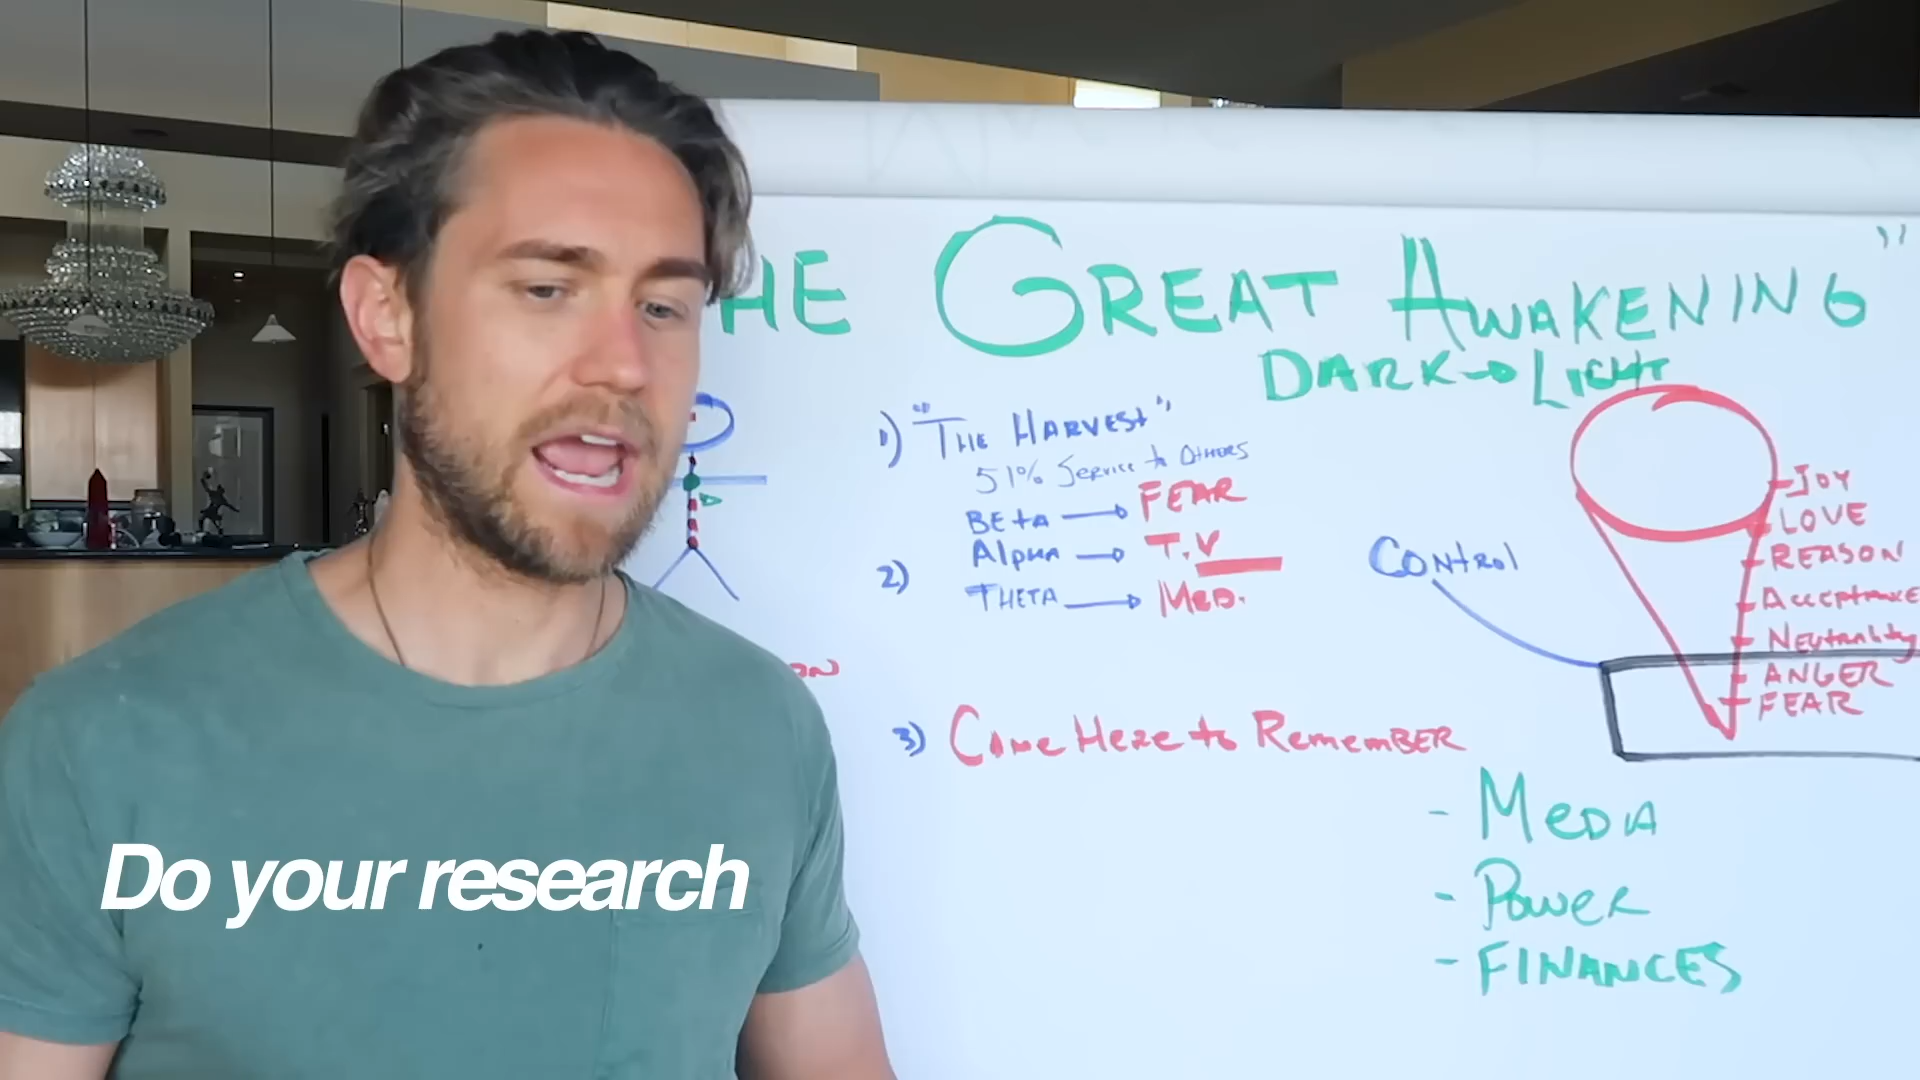 HE GREAT AWAKENING"
DARK → LIGHT
1) "THE HARVEST"
51% Service to Others
BETA → FEAR
2) Alpha → T.V
THETA → MED.
3) Come Here to Remember
Control
JOY
LOVE
REASON
Acceptance
Neutrality
ANGER
FEAR
- MEDIA
- Power
- FINANCES
Do your research